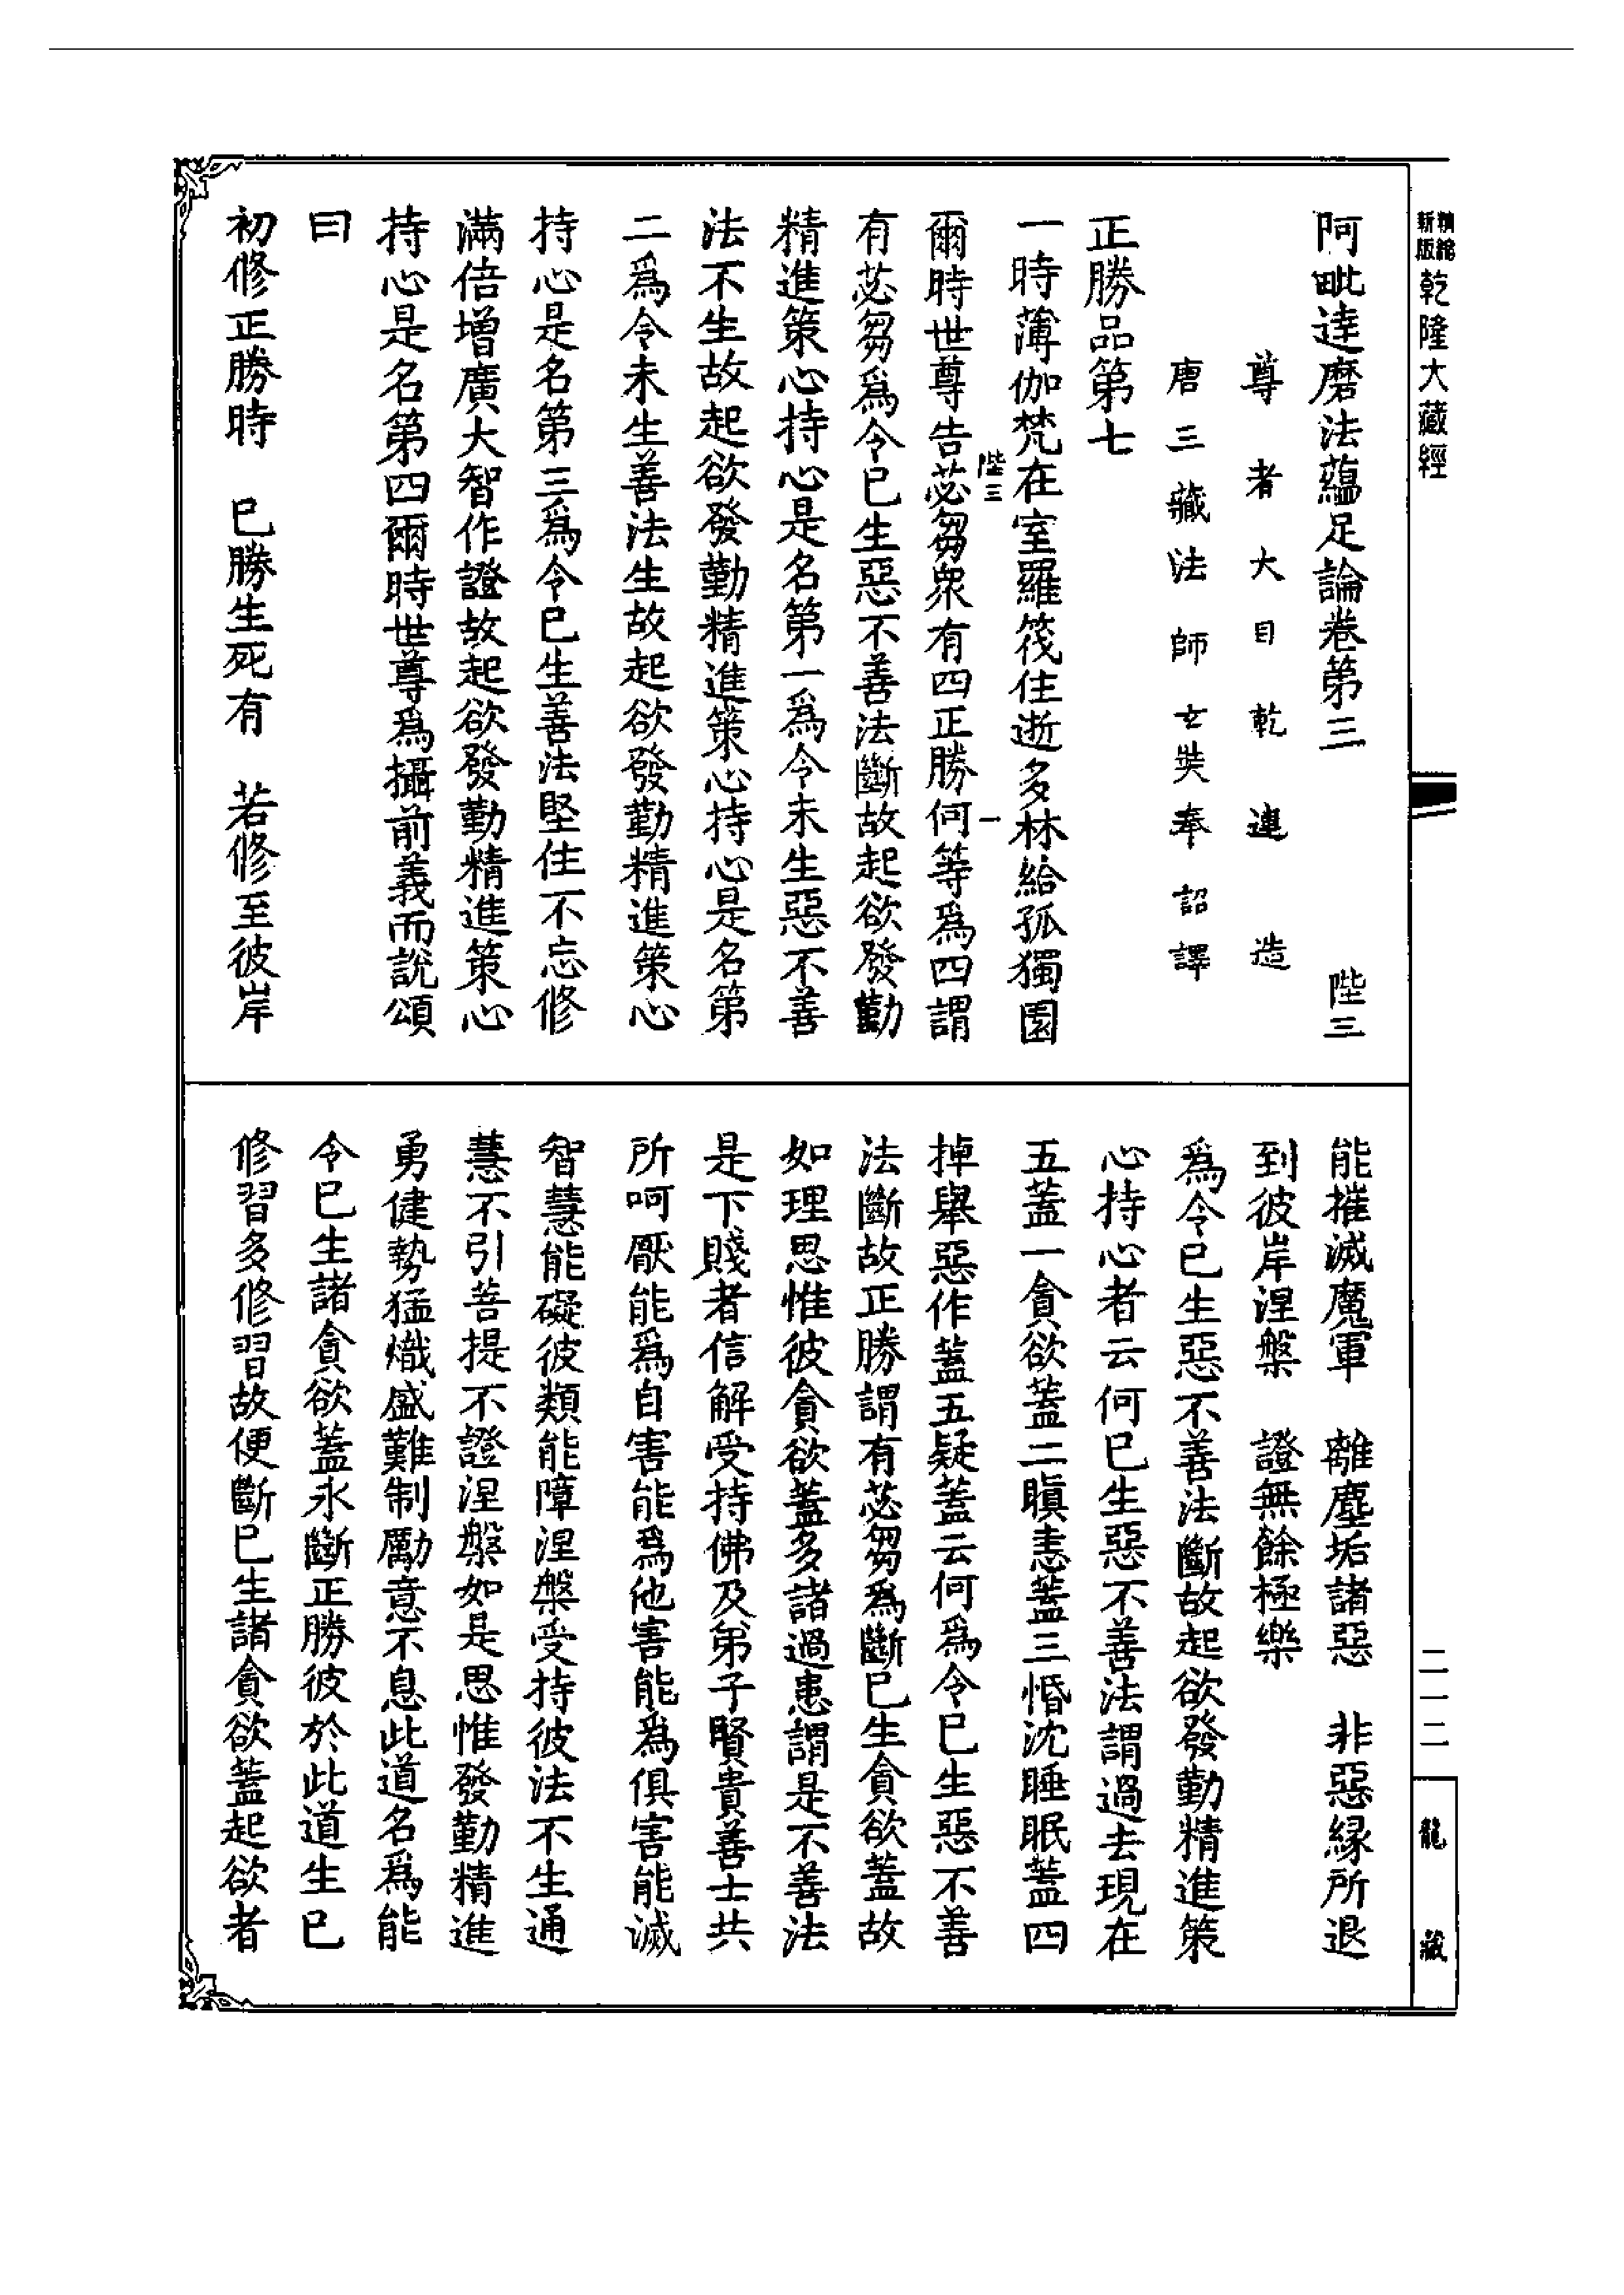 精縮新版乾隆大藏經
二一二
龍藏
阿毗達磨法蘊足論卷第三 陛三
尊者大目乾連造
唐三藏法師玄奘奉詔譯
正勝品第七
一時薄伽梵在室羅筏住逝多林給孤獨園
陛三 一
爾時世尊告苾芻衆有四正勝何等爲四謂
有苾芻爲令已生惡不善法斷故起欲發勤
精進策心持心是名第一爲令未生惡不善
法不生故起欲發勤精進策心持心是名第
二爲令未生善法生故起欲發勤精進策心
持心是名第三爲令已生善法堅住不忘修
滿倍增廣大智作證故起欲發勤精進策心
持心是名第四爾時世尊爲攝前義而說頌
曰
初修正勝時 已勝生死有 若修至彼岸
能摧滅魔軍 離塵垢諸惡 非惡緣所退
到彼岸涅槃 證無餘極樂
爲令已生惡不善法斷故起欲發勤精進策
心持心者云何已生惡不善法謂過去現在
五蓋一貪欲蓋二瞋恚蓋三惛沈睡眠蓋四
掉舉惡作蓋五疑蓋云何爲令已生惡不善
法斷故正勝謂有苾芻爲斷已生貪欲蓋故
如理思惟彼貪欲蓋多諸過患謂是不善法
是下賤者信解受持佛及弟子賢貴善士共
所呵厭能爲自害能爲他害能爲俱害能滅
智慧能礙彼類能障涅槃受持彼法不生通
慧不引菩提不證涅槃如是思惟發勤精進
勇健勢猛熾盛難制勵意不息此道名爲能
令已生諸貪欲蓋永斷正勝彼於此道生已
修習多修習故便斷已生諸貪欲蓋起欲者